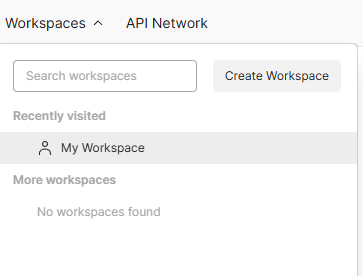 Workspaces API Network
Search workspaces Create Workspace
Recently visited
My Workspace
More workspaces
No workspaces found